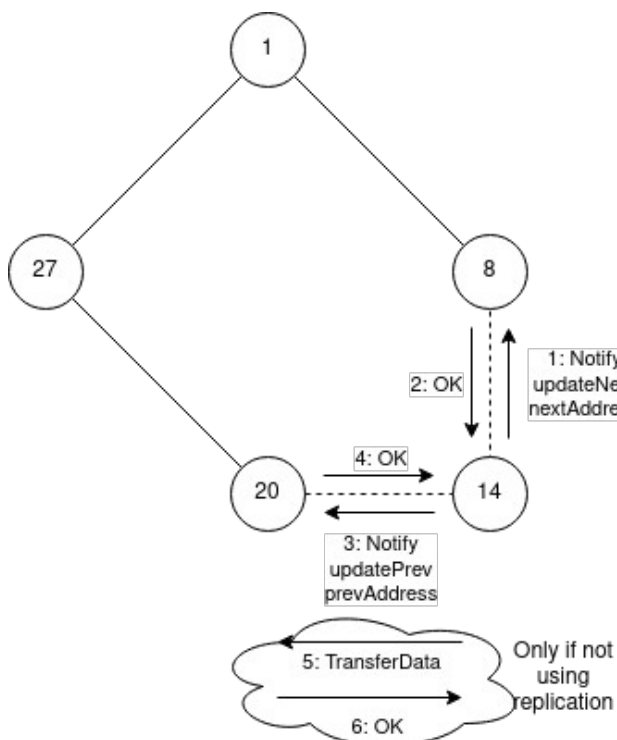 1
27
8
2: OK
1: Notify
nextAddre
4: OK
20
14
3: Notify
updatePrev
prevAddress
5: TransferData
6: OK
Only if not
using
replication